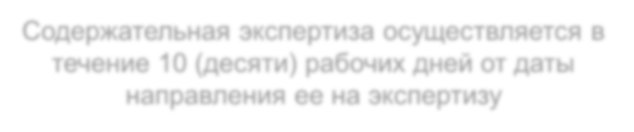 Содержательная экспертиза осуществляется в
течение 10 (десяти) рабочих дней от даты
направления ее на экспертизу